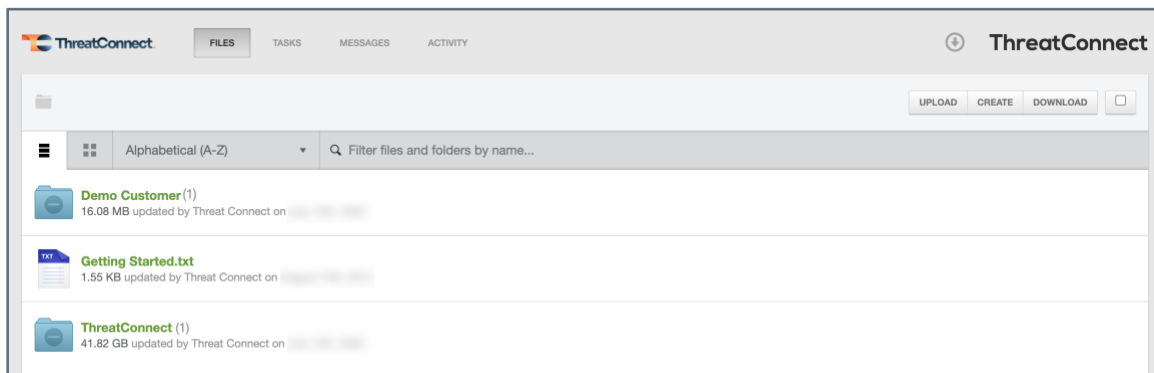 ThreatConnect. FILES TASKS MESSAGES ACTIVITY ThreatConnect
UPLOAD CREATE DOWNLOAD
Alphabetical (A-Z) Filter files and folders by name...
Demo Customer (1)
16.08 MB updated by Threat Connect on
TXT
Getting Started.txt
1.55 KB updated by Threat Connect on
ThreatConnect (1)
41.82 GB updated by Threat Connect on